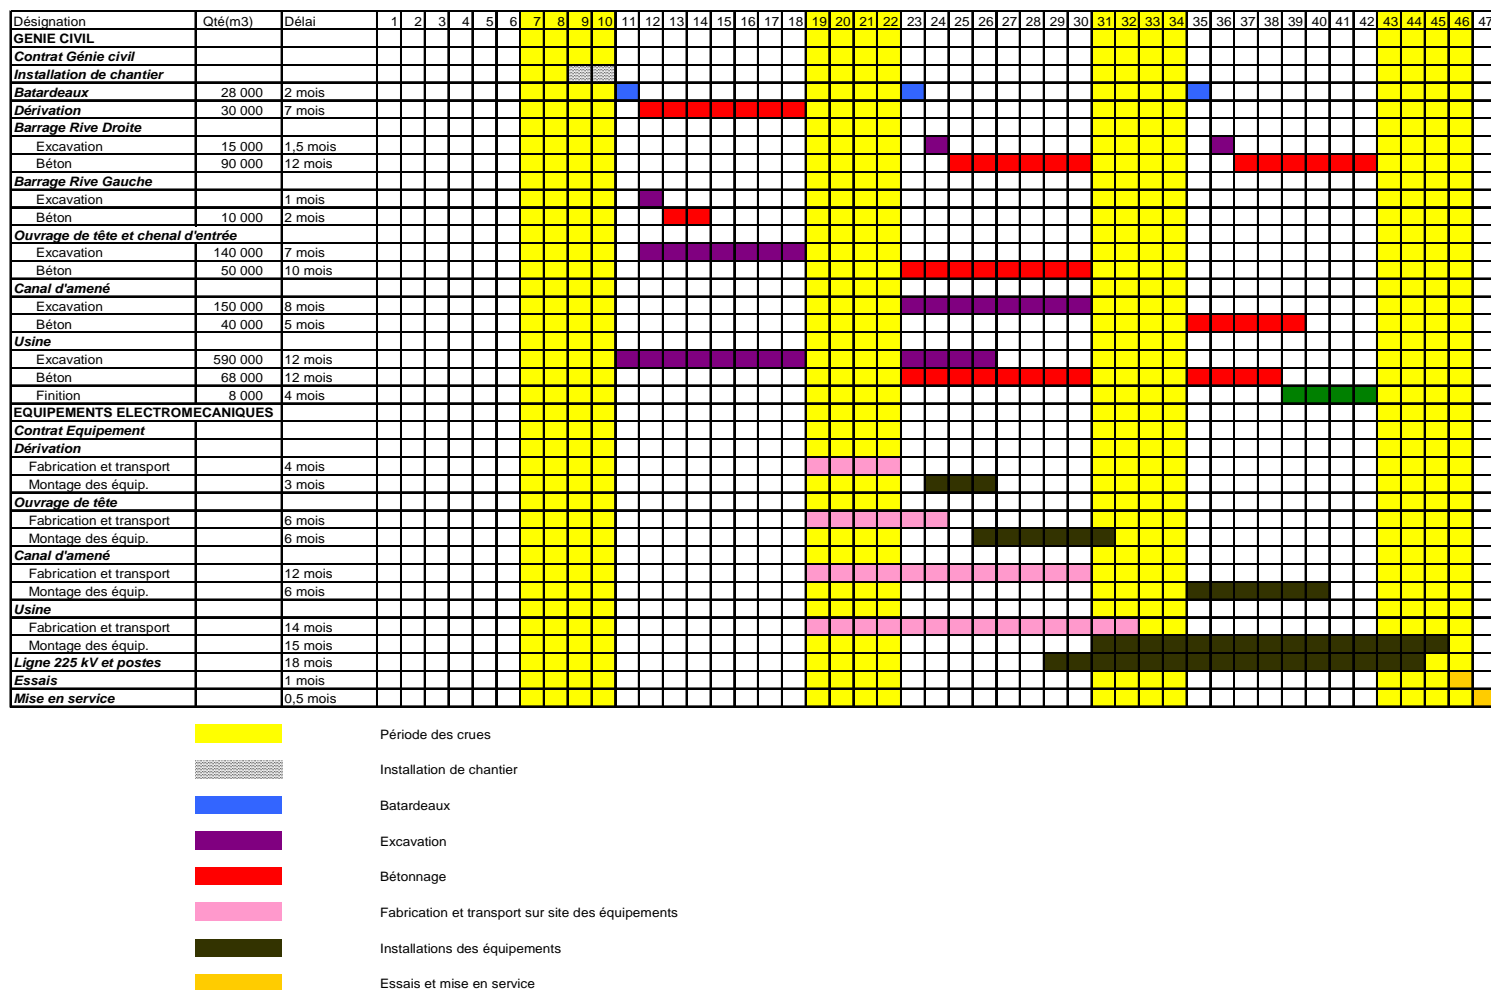 Désignation Qté(m3) Délai 1 2 3 4 5 6 7 8 9 10 11 12 13 14 15 16 17 18 19 20 21 22 23 24 25 26 27 28 29 30 31 32 33 34 35 36 37 38 39 40 41 42 43 44 45 46 47
GENIE CIVIL
Contrat Génie civil
Installation de chantier
Batardeaux 28 000 2 mois
Dérivation 30 000 7 mois
Barrage Rive Droite
Excavation 15 000 1,5 mois
Béton 90 000 12 mois
Barrage Rive Gauche
Excavation 1 mois
Béton 10 000 2 mois
Ouvrage de tête et chenal d'entrée
Excavation 140 000 7 mois
Béton 50 000 10 mois
Canal d'amené
Excavation 150 000 8 mois
Béton 40 000 5 mois
Usine
Excavation 590 000 12 mois
Béton 68 000 12 mois
Finition 8 000 4 mois
EQUIPEMENTS ELECTROMECANIQUES
Contrat Equipement
Dérivation
Fabrication et transport 4 mois
Montage des équip. 3 mois
Ouvrage de tête
Fabrication et transport 6 mois
Montage des équip. 6 mois
Canal d'amené
Fabrication et transport 12 mois
Montage des équip. 6 mois
Usine
Fabrication et transport 14 mois
Montage des équip. 15 mois
Ligne 225 kV et postes 18 mois
Essais 1 mois
Mise en service 0,5 mois
Période des crues
Installation de chantier
Batardeaux
Excavation
Bétonnage
Fabrication et transport sur site des équipements
Installations des équipements
Essais et mise en service